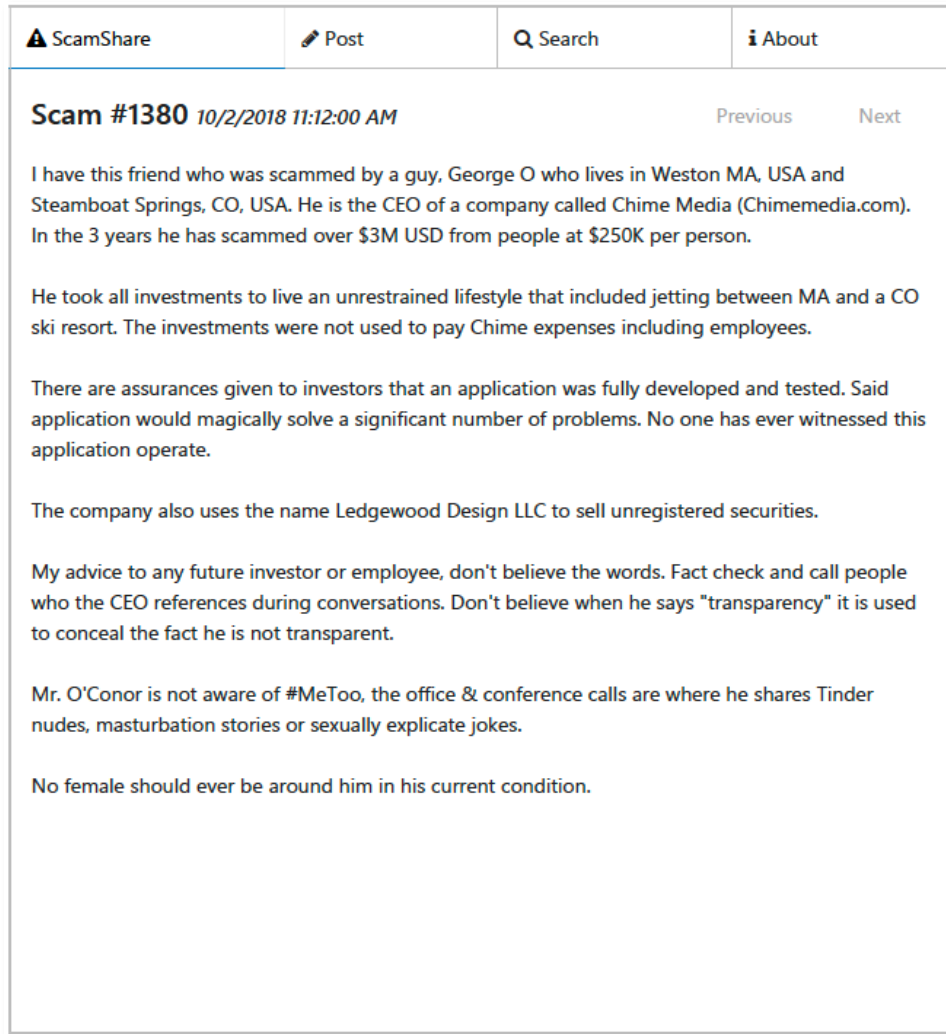 ScamShare Post Search About
Scam #1380 10/2/2018 11:12:00 AM Previous Next
I have this friend who was scammed by a guy, George O who lives in Weston MA, USA and
Steamboat Springs, CO, USA. He is the CEO of a company called Chime Media (Chimemedia.com).
In the 3 years he has scammed over $3M USD from people at $250K per person.
He took all investments to live an unrestrained lifestyle that included jetting between MA and a CO
ski resort. The investments were not used to pay Chime expenses including employees.
There are assurances given to investors that an application was fully developed and tested. Said
application would magically solve a significant number of problems. No one has ever witnessed this
application operate.
The company also uses the name Ledgewood Design LLC to sell unregistered securities.
My advice to any future investor or employee, don't believe the words. Fact check and call people
who the CEO references during conversations. Don't believe when he says "transparency" it is used
to conceal the fact he is not transparent.
Mr. O'Conor is not aware of #MeToo, the office & conference calls are where he shares Tinder
nudes, masturbation stories or sexually explicate jokes.
No female should ever be around him in his current condition.